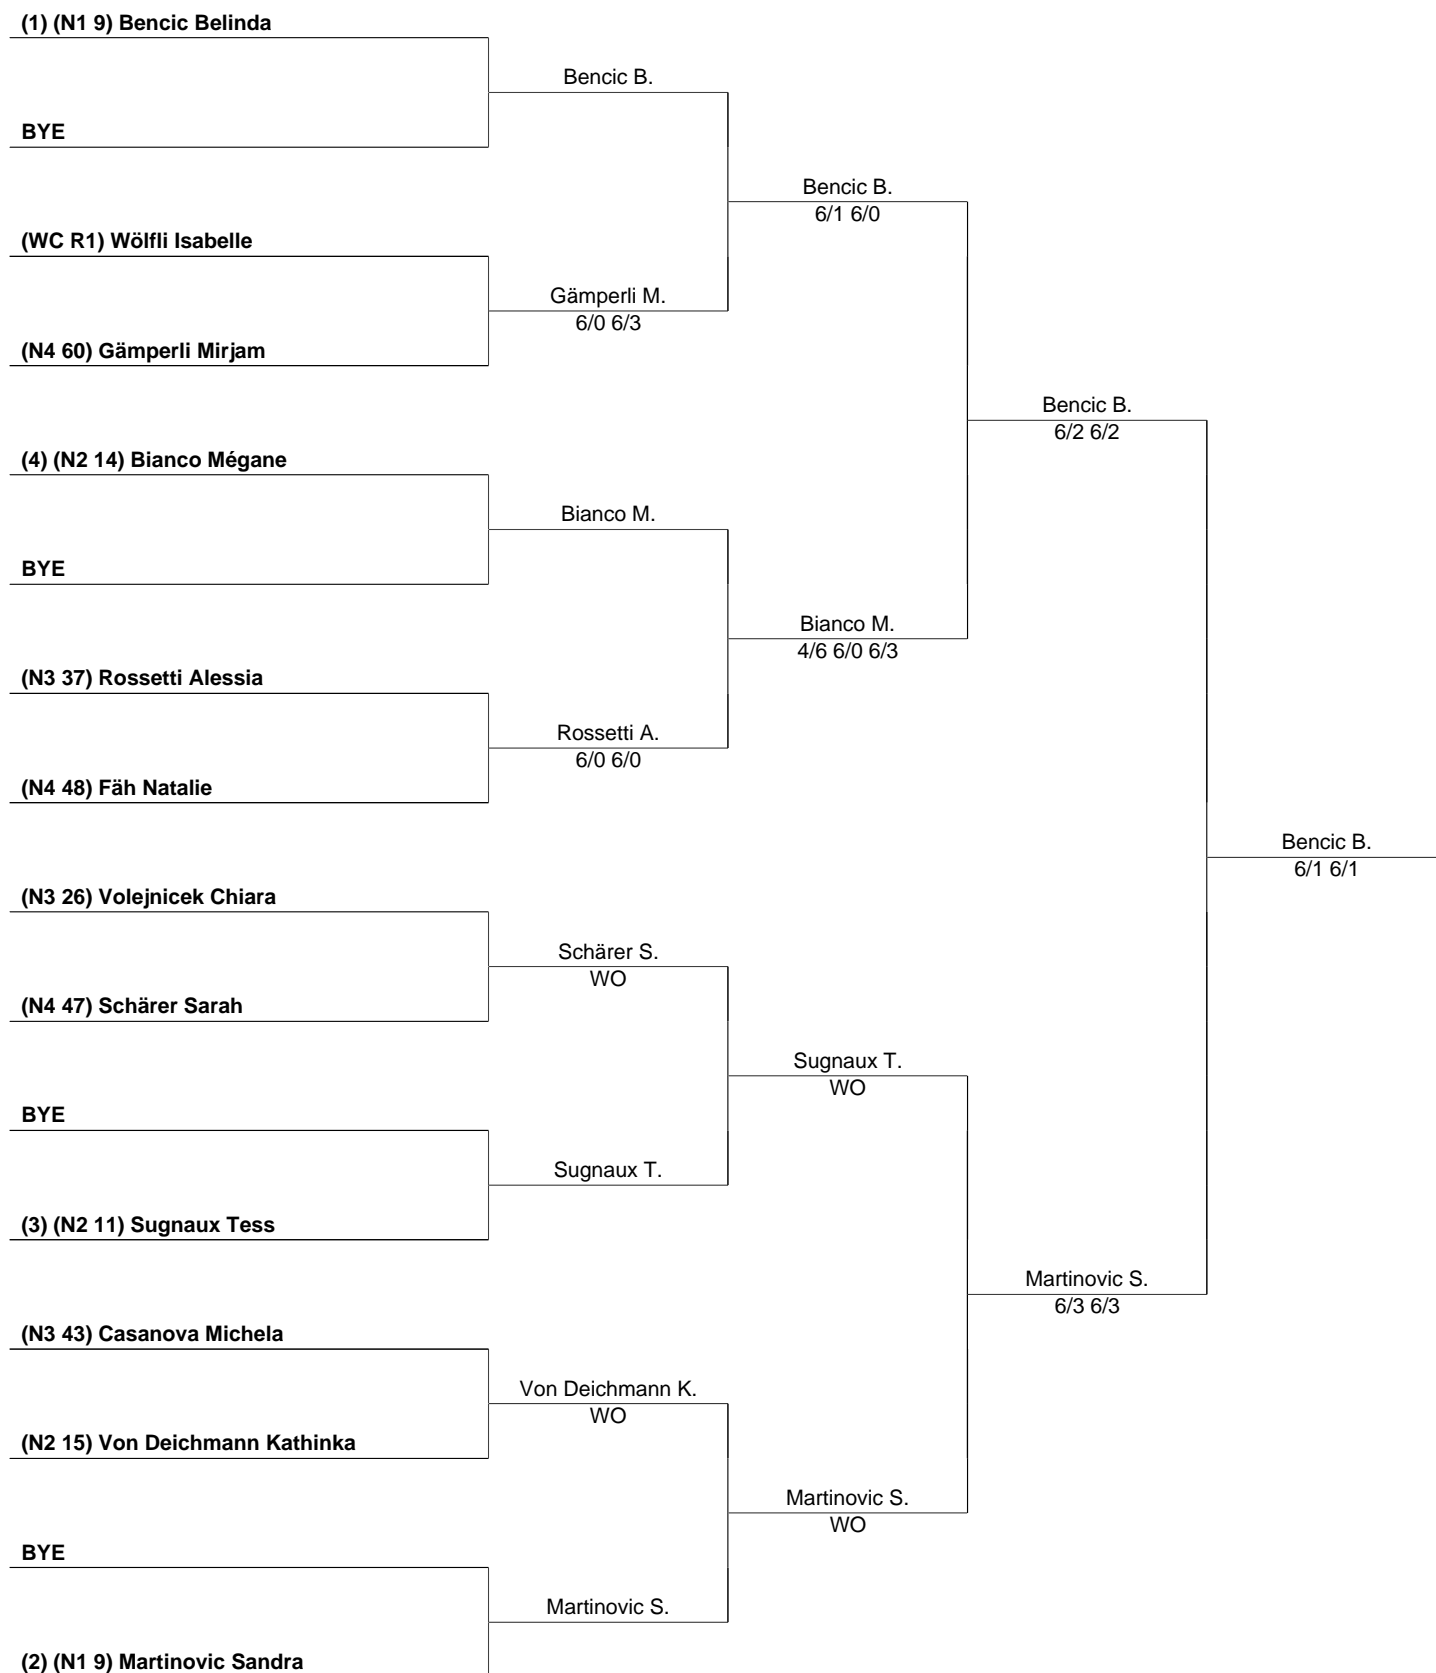 (1) (N1 9) Bencic Belinda
Bencic B.
BYE
Bencic B.
6/1 6/0
(WC R1) Wölfli Isabelle
Gämperli M.
6/0 6/3
(N4 60) Gämperli Mirjam
Bencic B.
6/2 6/2
(4) (N2 14) Bianco Mégane
Bianco M.
BYE
Bianco M.
4/6 6/0 6/3
(N3 37) Rossetti Alessia
Rossetti A.
6/0 6/0
(N4 48) Fäh Natalie
Bencic B.
6/1 6/1
(N3 26) Volejnicek Chiara
Schärer S.
WO
(N4 47) Schärer Sarah
Sugnaux T.
WO
BYE
Sugnaux T.
(3) (N2 11) Sugnaux Tess
Martinovic S.
6/3 6/3
(N3 43) Casanova Michela
Von Deichmann K.
WO
(N2 15) Von Deichmann Kathinka
Martinovic S.
WO
BYE
Martinovic S.
(2) (N1 9) Martinovic Sandra